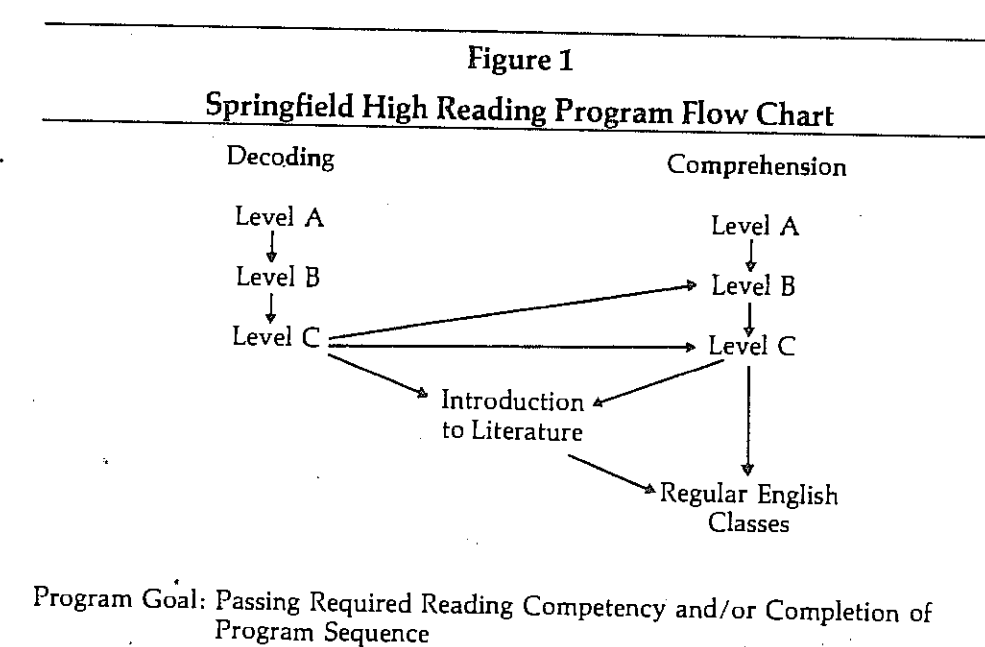 Figure 1
Springfield High Reading Program Flow Chart
Decoding
Comprehension
Level A
Level A
Level B
Level B
Level C
Level C
Introduction
to Literature
Regular English
Classes
Program Goal: Passing Required Reading Competency and/or Completion of
Program Sequence